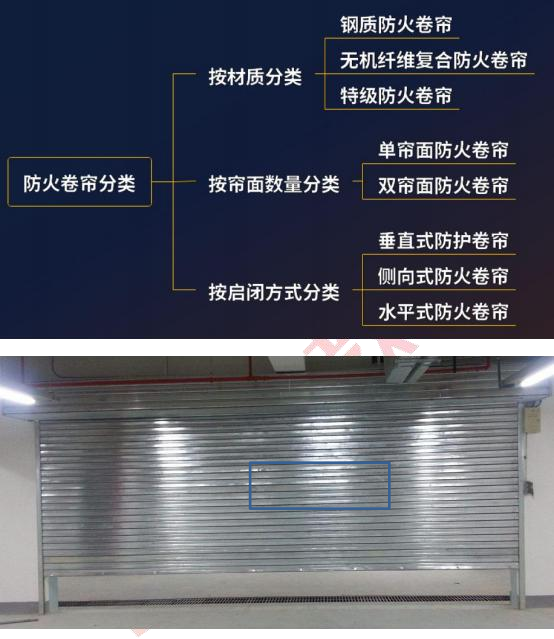 钢质防火卷帘
按材质分类
无机纤维复合防火卷帘
特级防火卷帘
防火卷帘分类
按帘面数量分类
单帘面防火卷帘
双帘面防火卷帘
按启闭方式分类
垂直式防护卷帘
侧向式防火卷帘
水平式防火卷帘